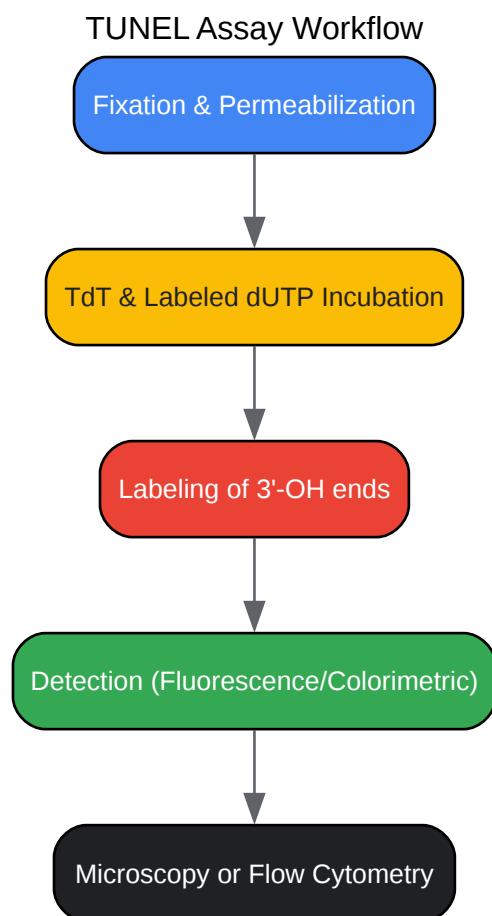 TUNEL Assay Workflow
Fixation & Permeabilization
TdT & Labeled dUTP Incubation
Labeling of 3'-OH ends
Detection (Fluorescence/Colorimetric)
Microscopy or Flow Cytometry